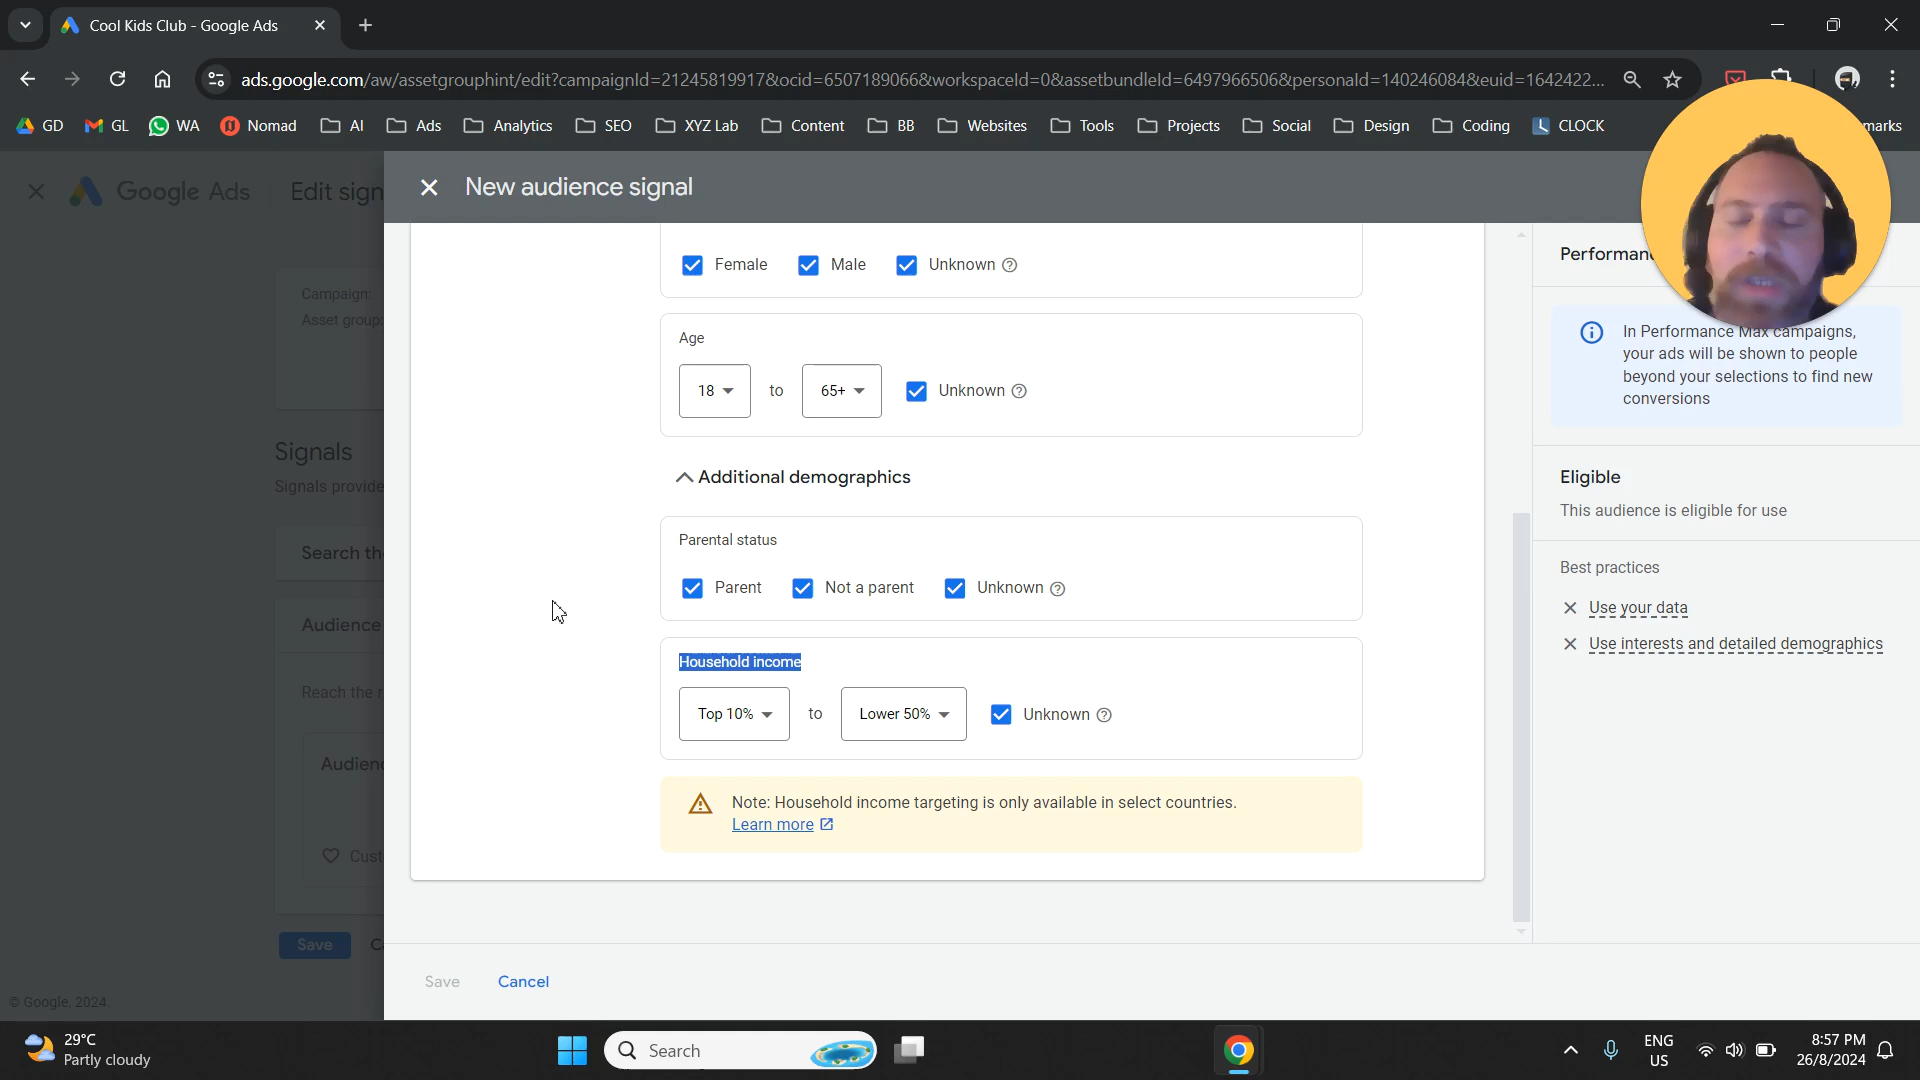 Cool Kids Club - Google Ads
ads.google.com/aw/assetgrouphint/edit?campaignId=21245819917&ocid=6507189066&workspaceId=0&assetbundleId=6497966506&personaId=140246084&euid=1642422...
GD
GL
WA
Nomad
AI
Ads
Analytics
SEO
XYZ Lab
Content
BB
Websites
Tools
Projects
Social
Design
Coding
CLOCK
marks
Google Ads
Edit sign
New audience signal
Campaign:
Asset group:
Signals
Signals provide
Search th
Audience
Reach the r
Audien
Cust
Save
C
© Google, 2024.
Female
Male
Unknown
Age
18
to
65+
Unknown
Additional demographics
Parental status
Parent
Not a parent
Unknown
Household income
Top 10%
to
Lower 50%
Unknown
Note: Household income targeting is only available in select countries.
Learn more
Save
Cancel
Performan
In Performance Max campaigns,
your ads will be shown to people
beyond your selections to find new
conversions
Eligible
This audience is eligible for use
Best practices
Use your data
Use interests and detailed demographics
29°C
Partly cloudy
Search
ENG
US
8:57 PM
26/8/2024